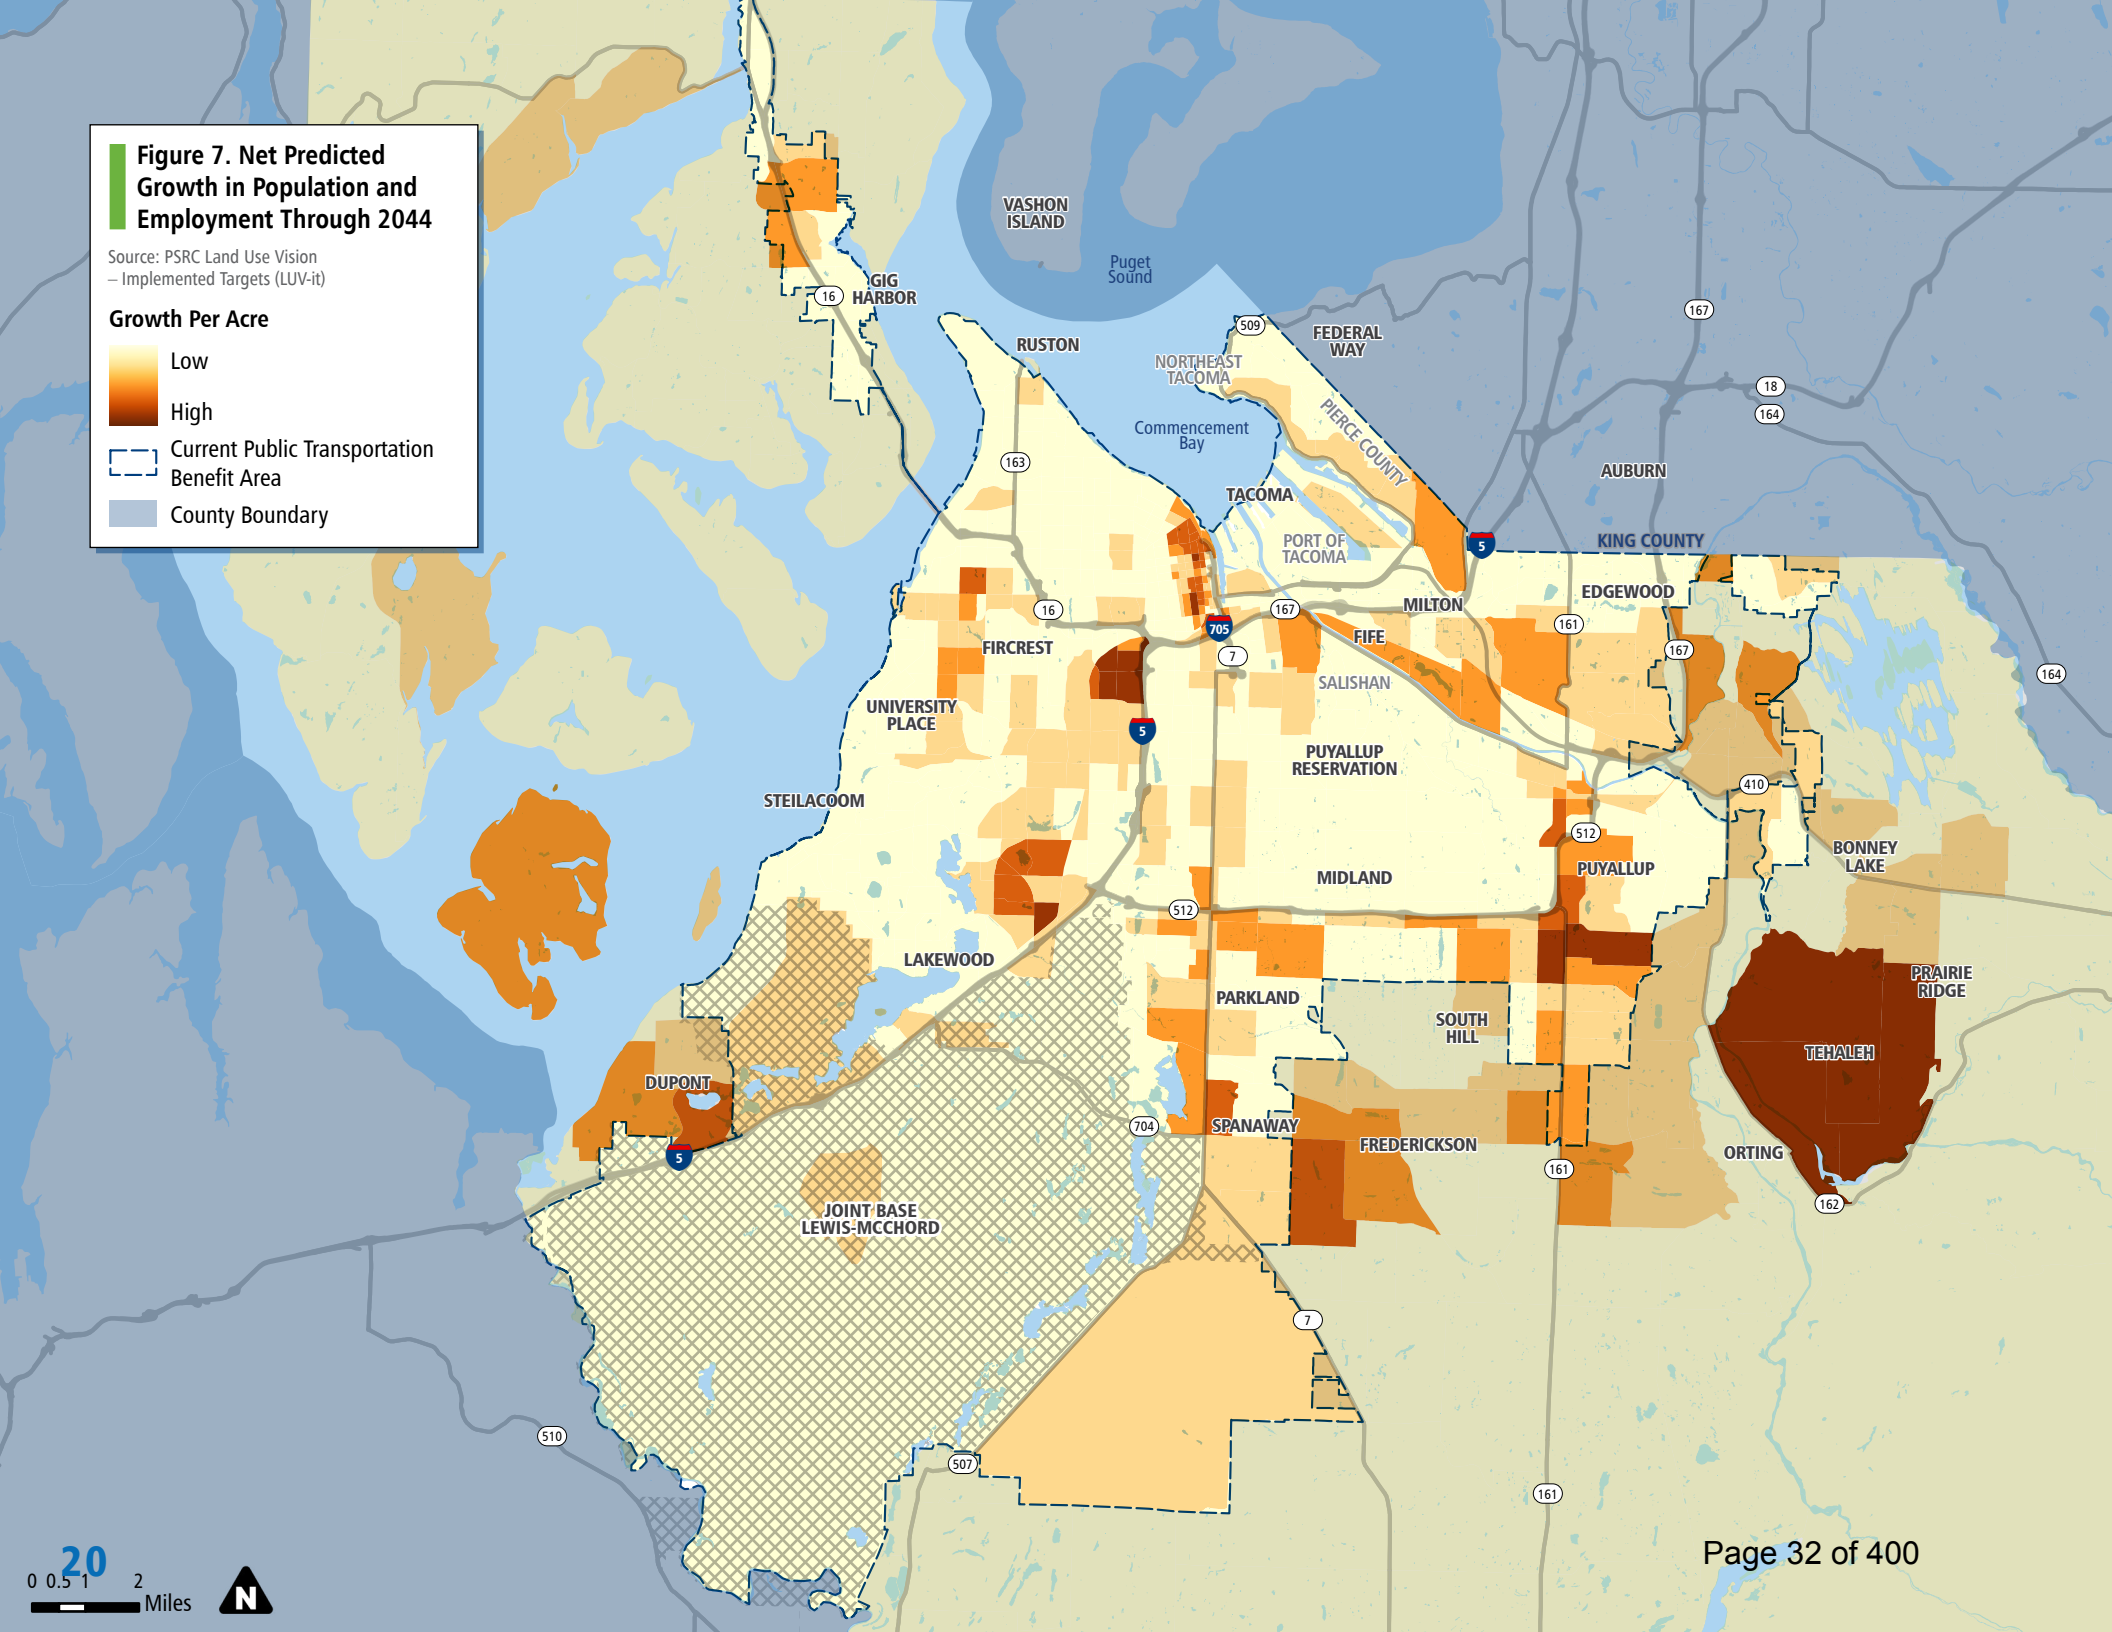 Figure 7. Net Predicted
Growth in Population and
Employment Through 2044
Source: PSRC Land Use Vision
– Implemented Targets (LUV-it)
Growth Per Acre
Low
High
Current Public Transportation
Benefit Area
County Boundary
VASHON
ISLAND
Puget
Sound
GIG
HARBOR
16
RUSTON
509
FEDERAL
WAY
NORTHEAST
TACOMA
167
18
164
PIERCE COUNTY
Commencement
Bay
163
AUBURN
TACOMA
PORT OF
TACOMA
5
KING COUNTY
EDGEWOOD
16
167
MILTON
161
705
FIFE
FIRCREST
7
167
164
SALISHAN
UNIVERSITY
PLACE
5
PUYALLUP
RESERVATION
STEILACOOM
410
512
BONNEY
LAKE
PUYALLUP
MIDLAND
512
LAKEWOOD
PRAIRIE
RIDGE
PARKLAND
SOUTH
HILL
TEHALEH
DUPONT
704
SPANAWAY
FREDERICKSON
5
161
ORTING
162
JOINT BASE
LEWIS-MCCHORD
7
510
507
161
20
0 0.5 1 2
Miles
N
Page 32 of 400